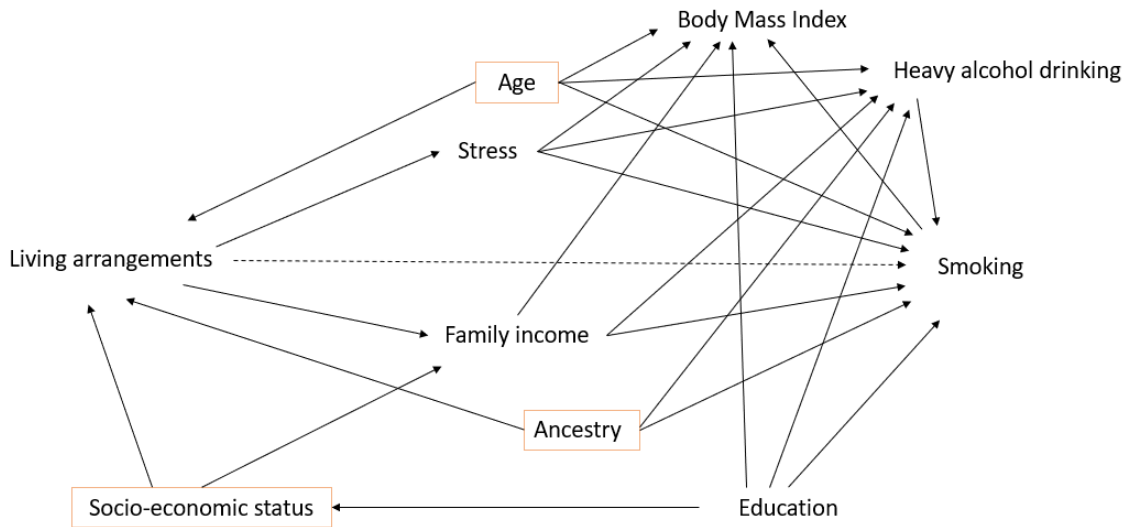 Body Mass Index
Heavy alcohol drinking
Age
Stress
Living arrangements
Smoking
Family income
Ancestry
Socio-economic status
Education